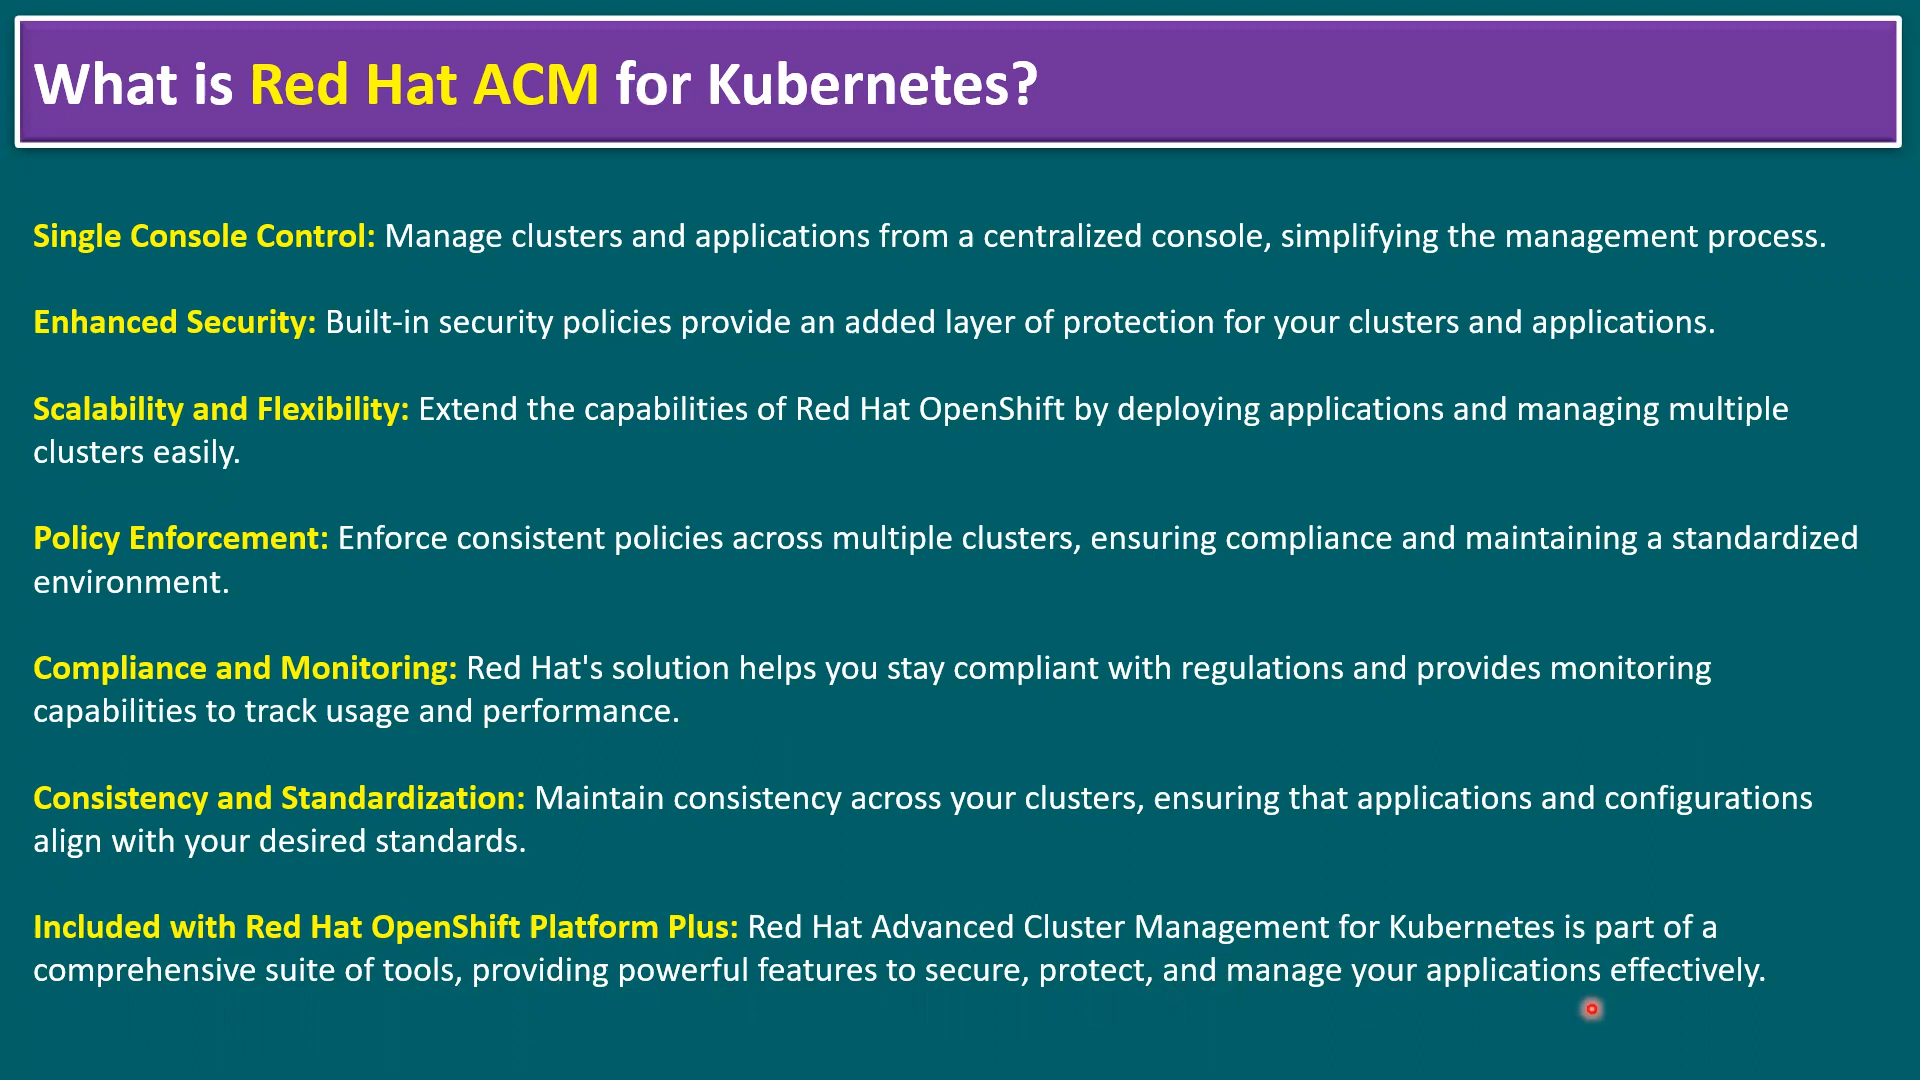 What is Red Hat ACM for Kubernetes?
Single Console Control: Manage clusters and applications from a centralized console, simplifying the management process.
Enhanced Security: Built-in security policies provide an added layer of protection for your clusters and applications.
Scalability and Flexibility: Extend the capabilities of Red Hat OpenShift by deploying applications and managing multiple
clusters easily.
Policy Enforcement: Enforce consistent policies across multiple clusters, ensuring compliance and maintaining a standardized
environment.
Compliance and Monitoring: Red Hat's solution helps you stay compliant with regulations and provides monitoring
capabilities to track usage and performance.
Consistency and Standardization: Maintain consistency across your clusters, ensuring that applications and configurations
align with your desired standards.
Included with Red Hat OpenShift Platform Plus: Red Hat Advanced Cluster Management for Kubernetes is part of a
comprehensive suite of tools, providing powerful features to secure, protect, and manage your applications effectively.